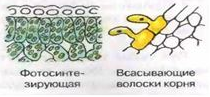 Фотосинте-
зирующая
Всасывающие
волоски корня